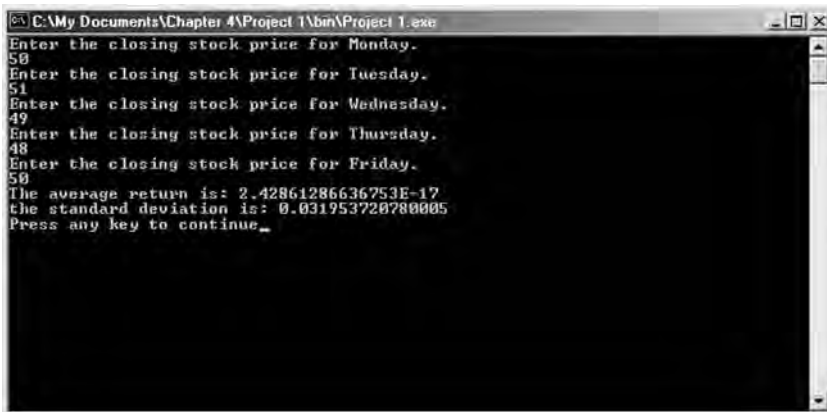 C:\My Documents\Chapter 4\Project 1\bin\Project 1.exe
Enter the closing stock price for Monday.
50
Enter the closing stock price for Tuesday.
51
Enter the closing stock price for Wednesday.
49
Enter the closing stock price for Thursday.
48
Enter the closing stock price for Friday.
50
The average return is: 2.42861286636753E-17
the standard deviation is: 0.031953720780005
Press any key to continue_